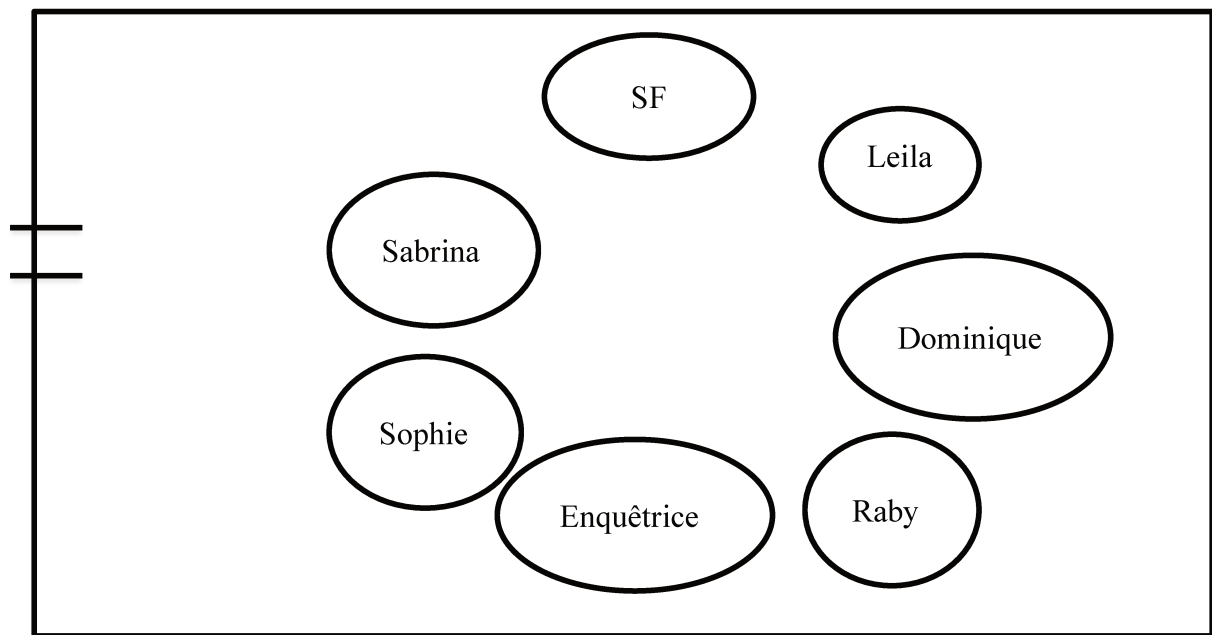 SF
Leila
Sabrina
Dominique
Sophie
Enquêtrice
Raby